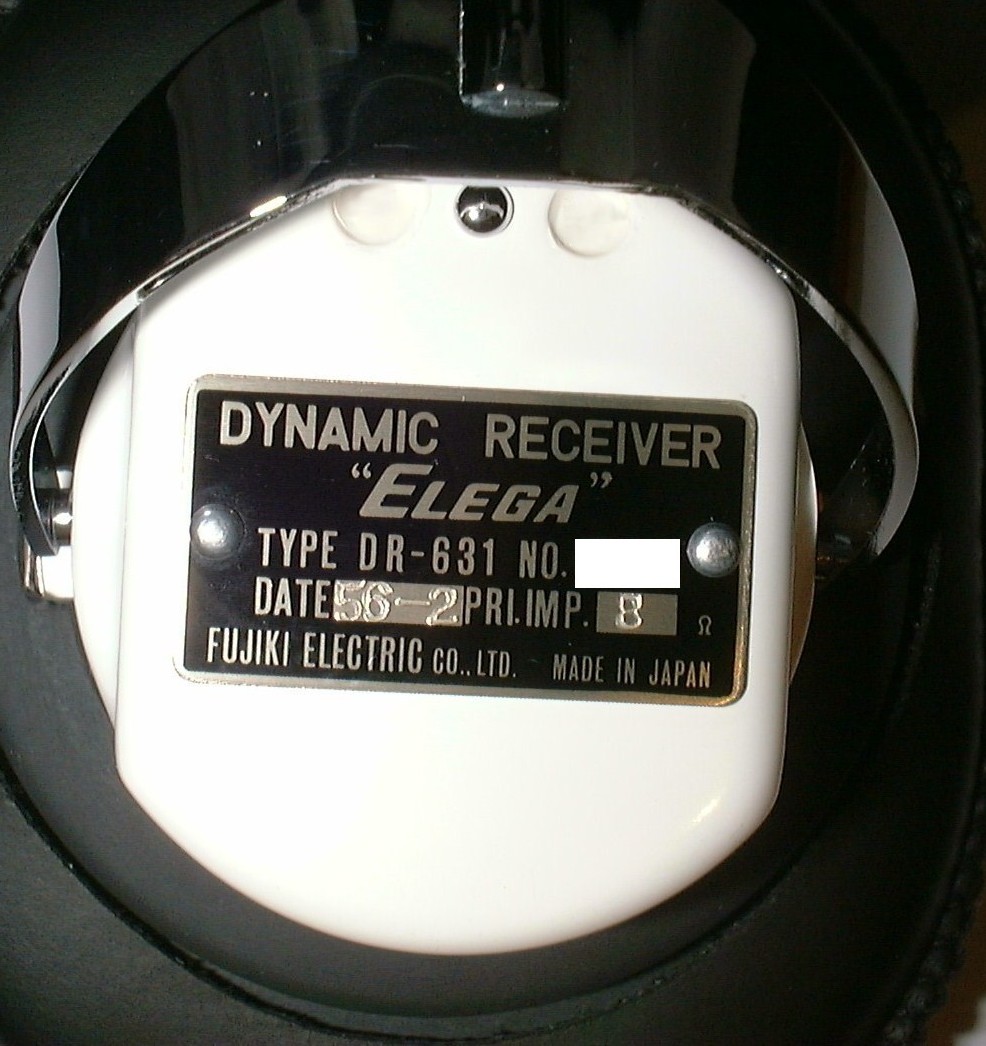 DYNAMIC RECEIVER
“ELEGA”
TYPE DR-631 NO.
DATE 56-2 PRI.IMP. 8 Ω
FUJIKI ELECTRIC CO.,LTD. MADE IN JAPAN